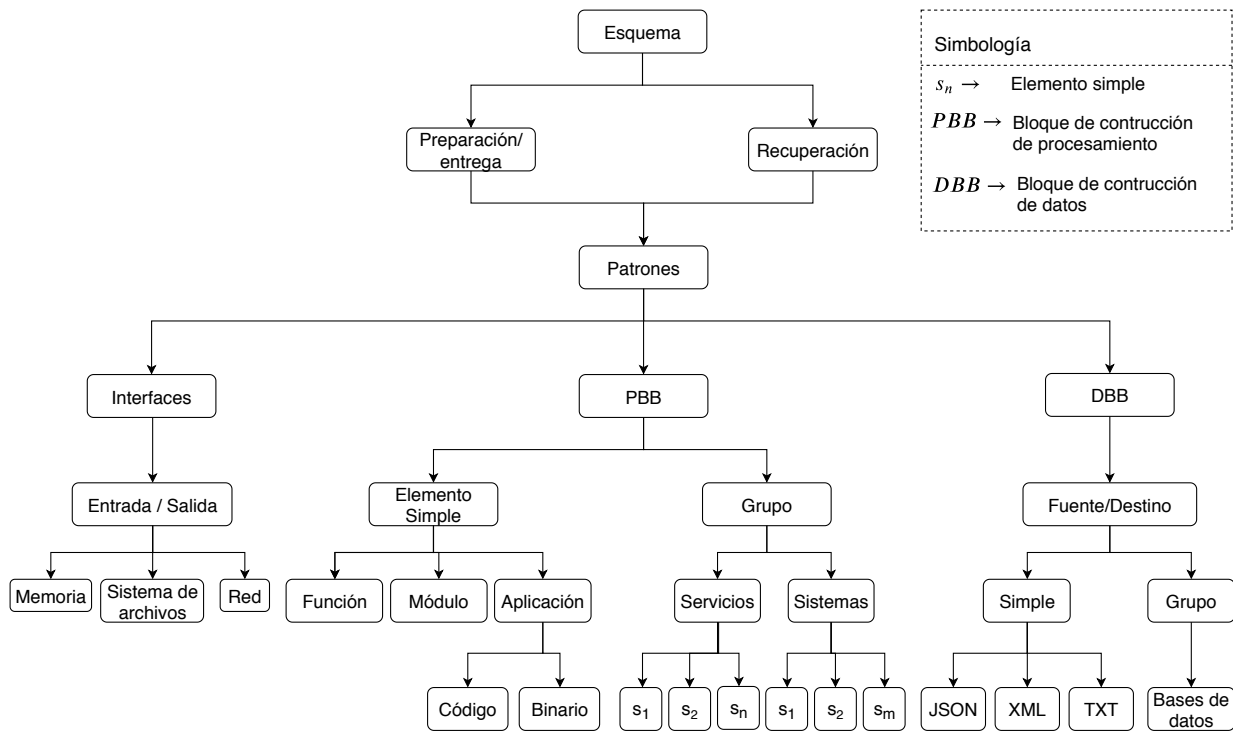 Esquema
Simbología
sₙ → Elemento simple
PBB → Bloque de contrucción
de procesamiento
DBB → Bloque de contrucción
de datos
Preparación/
entrega
Recuperación
Patrones
Interfaces
PBB
DBB
Entrada / Salida
Elemento
Simple
Grupo
Fuente/Destino
Memoria
Sistema de
archivos
Red
Función
Módulo
Aplicación
Servicios
Sistemas
Simple
Grupo
Código
Binario
s₁
s₂
sₙ
s₁
s₂
sₘ
JSON
XML
TXT
Bases de
datos